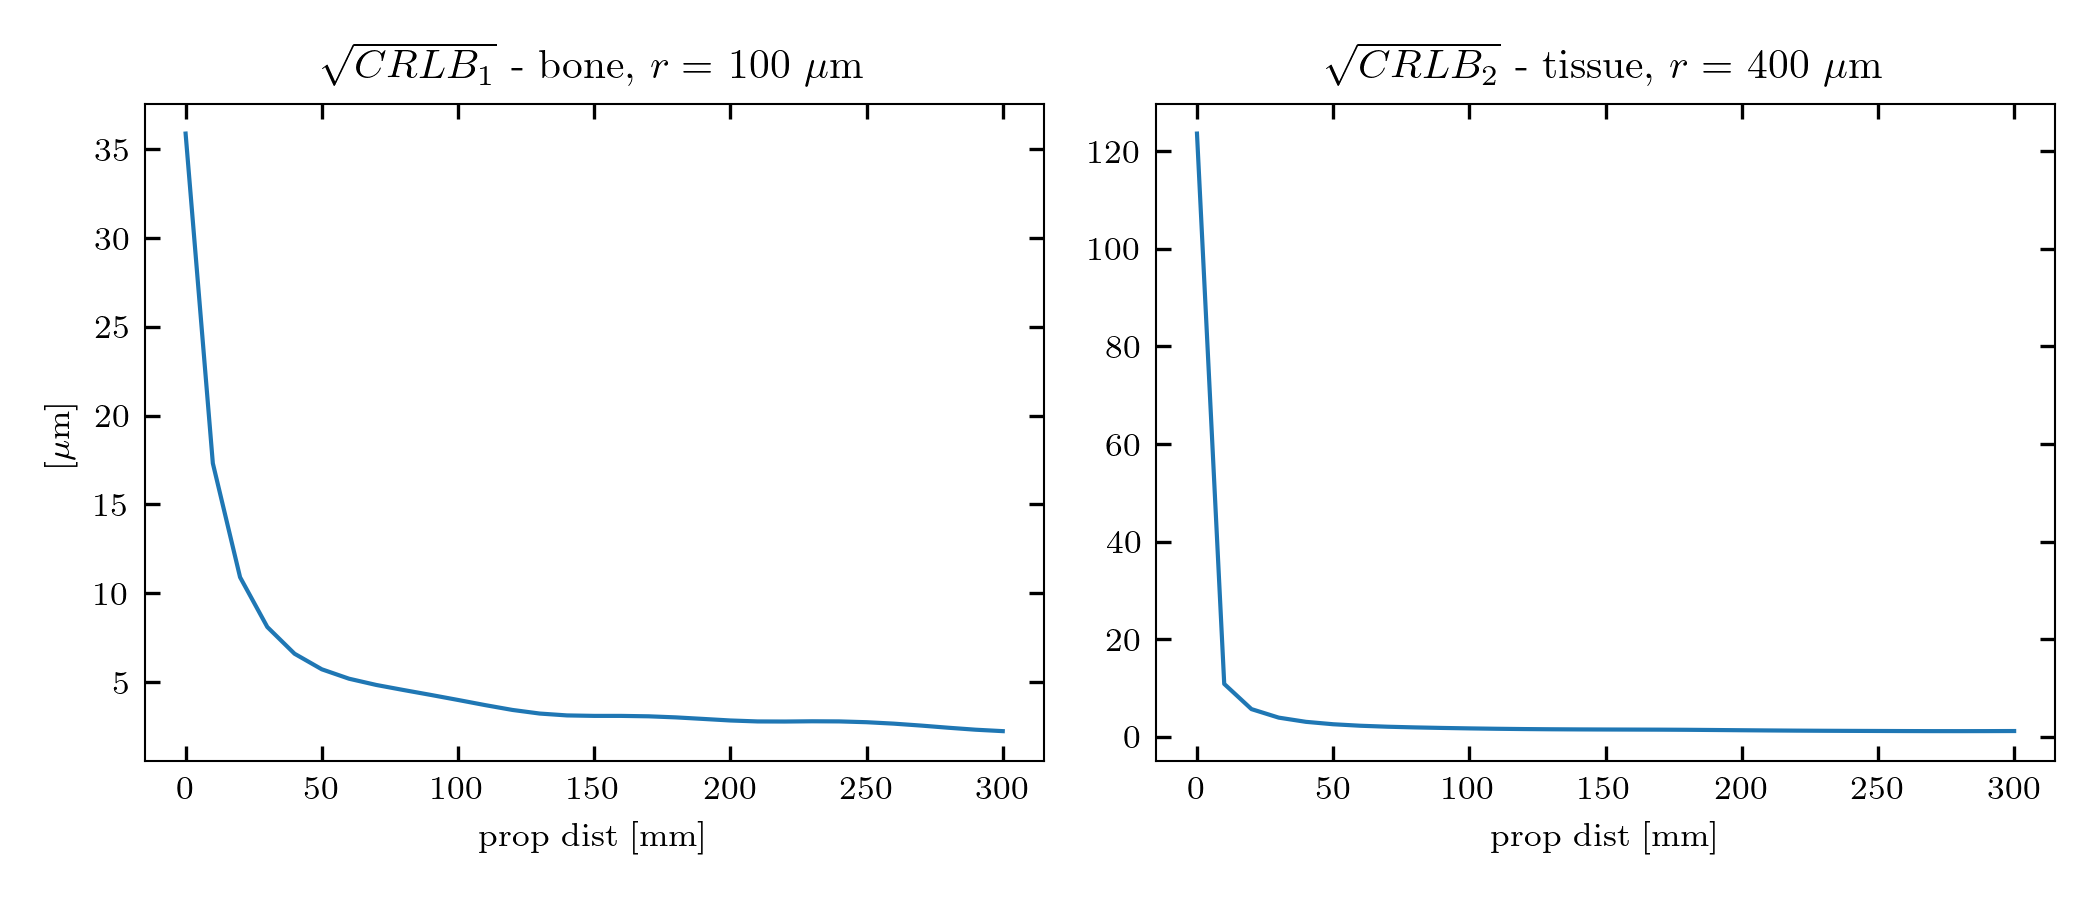 √CRLB₁ - bone, r = 100 μm
[μm]
35
30
25
20
15
10
5
0 50 100 150 200 250 300
prop dist [mm]
√CRLB₂ - tissue, r = 400 μm
120
100
80
60
40
20
0
0 50 100 150 200 250 300
prop dist [mm]